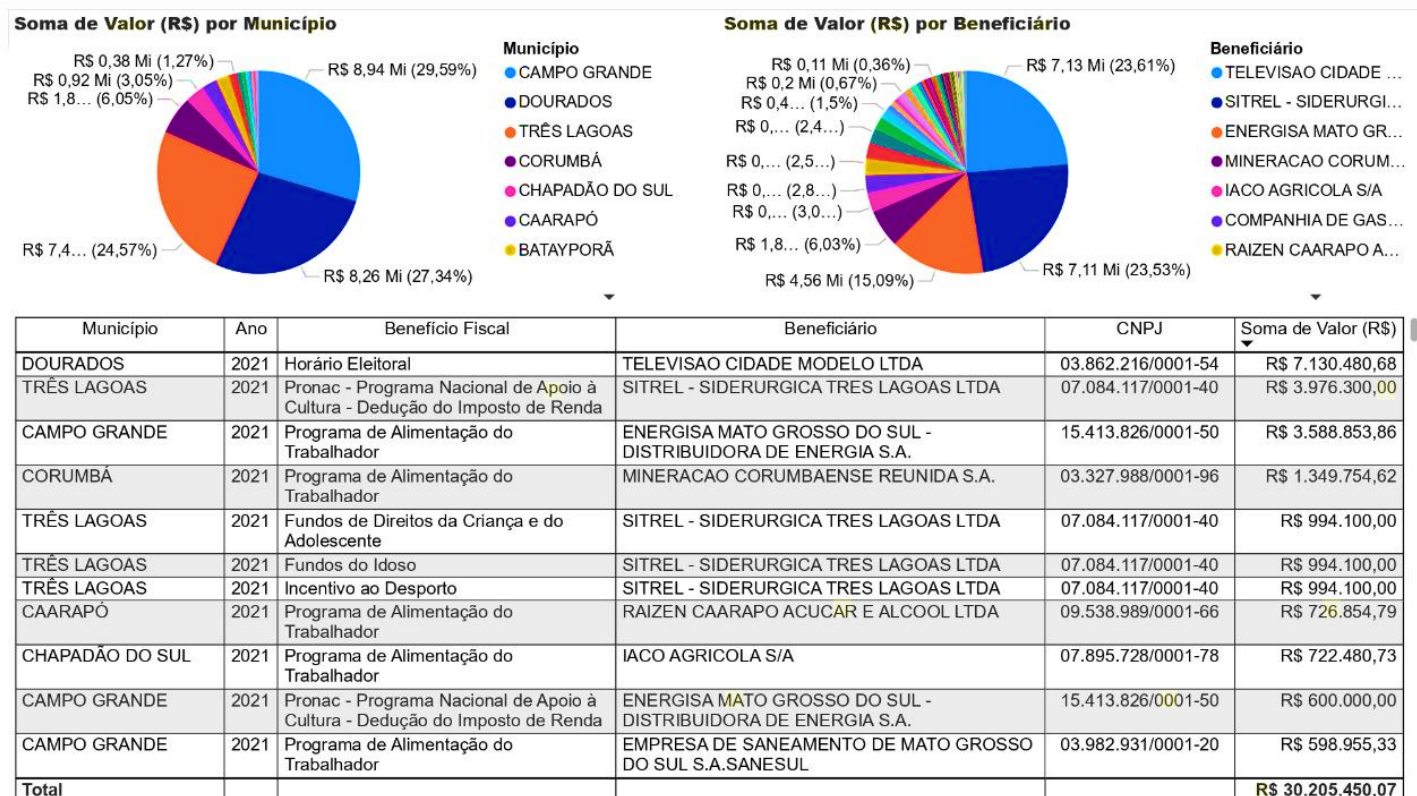 Soma de Valor (R$) por Município
R$ 0,38 Mi (1,27%)
R$ 0,92 Mi (3,05%)
R$ 1,8... (6,05%)
R$ 7,4... (24,57%)
R$ 8,94 Mi (29,59%)
R$ 8,26 Mi (27,34%)
Município
CAMPO GRANDE
DOURADOS
TRÊS LAGOAS
CORUMBÁ
CHAPADÃO DO SUL
CAARAPÓ
BATAYPORÃ
Soma de Valor (R$) por Beneficiário
R$ 0,11 Mi (0,36%)
R$ 0,2 Mi (0,67%)
R$ 0,4... (1,5%)
R$ 0,... (2,4...)
R$ 0,... (2,5...)
R$ 0,... (2,8...)
R$ 0,... (3,0...)
R$ 1,8... (6,03%)
R$ 4,56 Mi (15,09%)
R$ 7,13 Mi (23,61%)
R$ 7,11 Mi (23,53%)
Beneficiário
TELEVISAO CIDADE ...
SITREL - SIDERURGI...
ENERGISA MATO GR...
MINERACAO CORUM...
IACO AGRICOLA S/A
COMPANHIA DE GAS...
RAIZEN CAARAPO A...
Município Ano Benefício Fiscal Beneficiário CNPJ Soma de Valor (R$)
DOURADOS 2021 Horário Eleitoral TELEVISAO CIDADE MODELO LTDA 03.862.216/0001-54 R$ 7.130.480,68
TRÊS LAGOAS 2021 Pronac - Programa Nacional de Apoio à SITREL - SIDERURGICA TRES LAGOAS LTDA 07.084.117/0001-40 R$ 3.976.300,00
Cultura - Dedução do Imposto de Renda
CAMPO GRANDE 2021 Programa de Alimentação do ENERGISA MATO GROSSO DO SUL - 15.413.826/0001-50 R$ 3.588.853,86
Trabalhador DISTRIBUIDORA DE ENERGIA S.A.
CORUMBÁ 2021 Programa de Alimentação do MINERACAO CORUMBAENSE REUNIDA S.A. 03.327.988/0001-96 R$ 1.349.754,62
Trabalhador
TRÊS LAGOAS 2021 Fundos de Direitos da Criança e do SITREL - SIDERURGICA TRES LAGOAS LTDA 07.084.117/0001-40 R$ 994.100,00
Adolescente
TRÊS LAGOAS 2021 Fundos do Idoso SITREL - SIDERURGICA TRES LAGOAS LTDA 07.084.117/0001-40 R$ 994.100,00
TRÊS LAGOAS 2021 Incentivo ao Desporto SITREL - SIDERURGICA TRES LAGOAS LTDA 07.084.117/0001-40 R$ 994.100,00
CAARAPÓ 2021 Programa de Alimentação do RAIZEN CAARAPO ACUCAR E ALCOOL LTDA 09.538.989/0001-66 R$ 726.854,79
Trabalhador
CHAPADÃO DO SUL 2021 Programa de Alimentação do IACO AGRICOLA S/A 07.895.728/0001-78 R$ 722.480,73
Trabalhador
CAMPO GRANDE 2021 Pronac - Programa Nacional de Apoio à ENERGISA MATO GROSSO DO SUL - 15.413.826/0001-50 R$ 600.000,00
Cultura - Dedução do Imposto de Renda DISTRIBUIDORA DE ENERGIA S.A.
CAMPO GRANDE 2021 Programa de Alimentação do EMPRESA DE SANEAMENTO DE MATO GROSSO 03.982.931/0001-20 R$ 598.955,33
Trabalhador DO SUL S.A.SANESUL
Total R$ 30.205.450,07